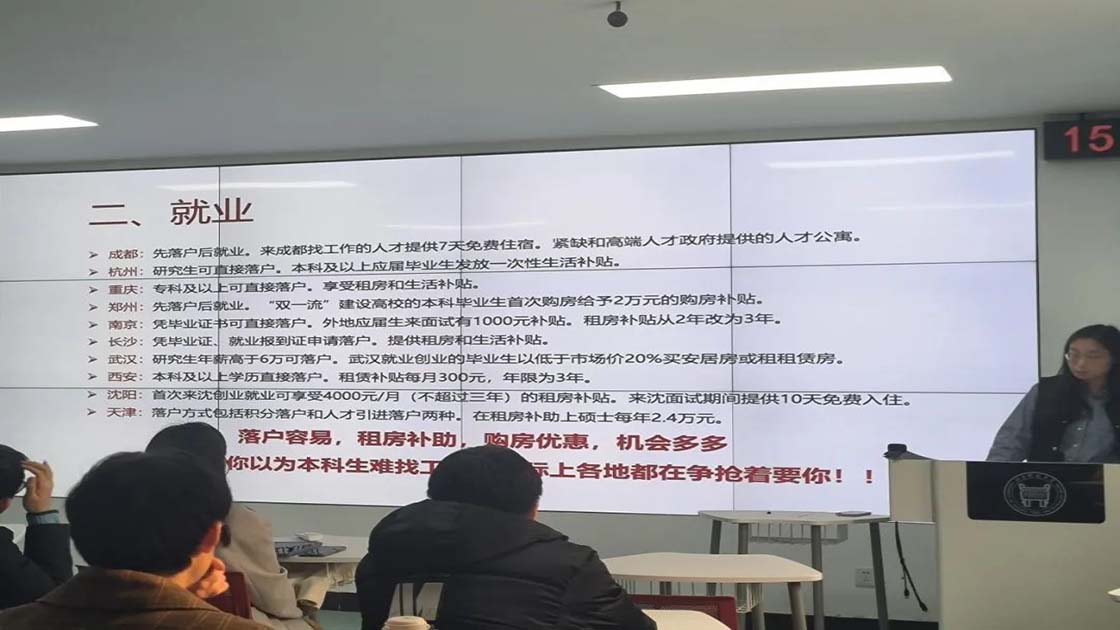 15
二、就业
➢ 成都：先落户后就业。来成都找工作的人才提供7天免费住宿。紧缺和高端人才政府提供的人才公寓。
➢ 杭州：研究生可直接落户。本科及以上应届毕业生发放一次性生活补贴。
➢ 重庆：专科及以上可直接落户。享受租房和生活补贴。
➢ 郑州：先落户后就业。“双一流”建设高校的本科毕业生首次购房给予2万元的购房补贴。
➢ 南京：凭毕业证书可直接落户。外地应届生来面试有1000元补贴。租房补贴从2年改为3年。
➢ 长沙：凭毕业证、就业报到证申请落户。提供租房和生活补贴。
➢ 武汉：研究生年薪高于6万可落户。武汉就业创业的毕业生以低于市场价20%买安居房或租租赁房。
➢ 西安：本科及以上学历直接落户。租赁补贴每月300元，年限为3年。
➢ 沈阳：首次来沈创业就业可享受4000元/月（不超过三年）的租房补贴。来沈面试期间提供10天免费入住。
➢ 天津：落户方式包括积分落户和人才引进落户两种。在租房补助上硕士每年2.4万元。
落户容易，租房补助，购房优惠，机会多多
你以为本科生难找工 际上各地都在争抢着要你！！